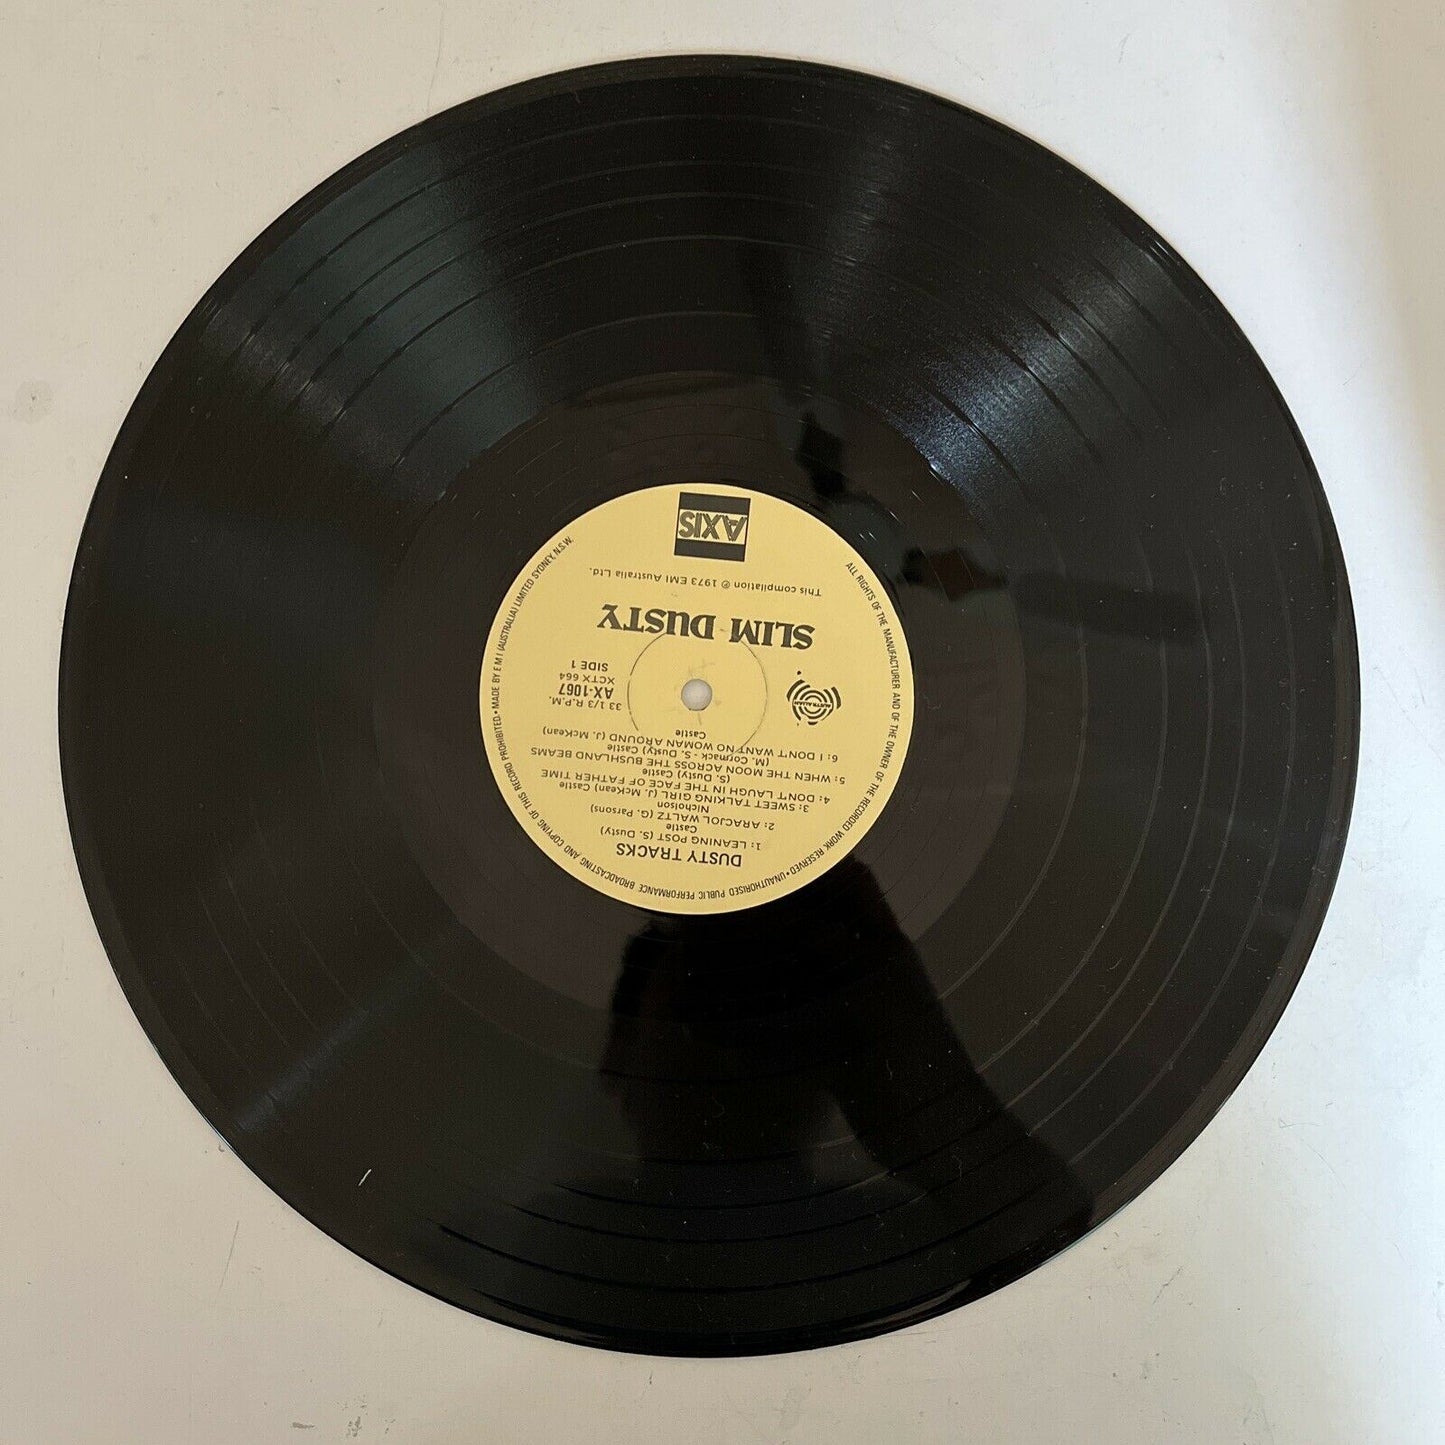 AXIS
This compilation ℗ 1973 EMI Australia Ltd.
SLIM DUSTY
AUSTRALIAN
SIDE 1
XCTX 664
AX-1067
33 1/3 R.P.M.
DUSTY TRACKS
1: LEANING POST (S. Dusty)
Castle
2: ARACJOL WALTZ (G. Parsons)
Nicholson
3: SWEET TALKING GIRL (J. McKean) Castle
4: DON'T LAUGH IN THE FACE OF FATHER TIME
(S. Dusty) Castle
5: WHEN THE MOON ACROSS THE BUSHLAND BEAMS
(M. Cormack - S. Dusty) Castle
6: I DON'T WANT NO WOMAN AROUND (J. McKean)
Castle
ALL RIGHTS OF THE MANUFACTURER AND OF THE OWNER OF THE RECORDED WORK RESERVED • UNAUTHORISED PUBLIC PERFORMANCE BROADCASTING AND COPYING OF THIS RECORD PROHIBITED • MADE BY E M I (AUSTRALIA) LIMITED SYDNEY, N.S.W.